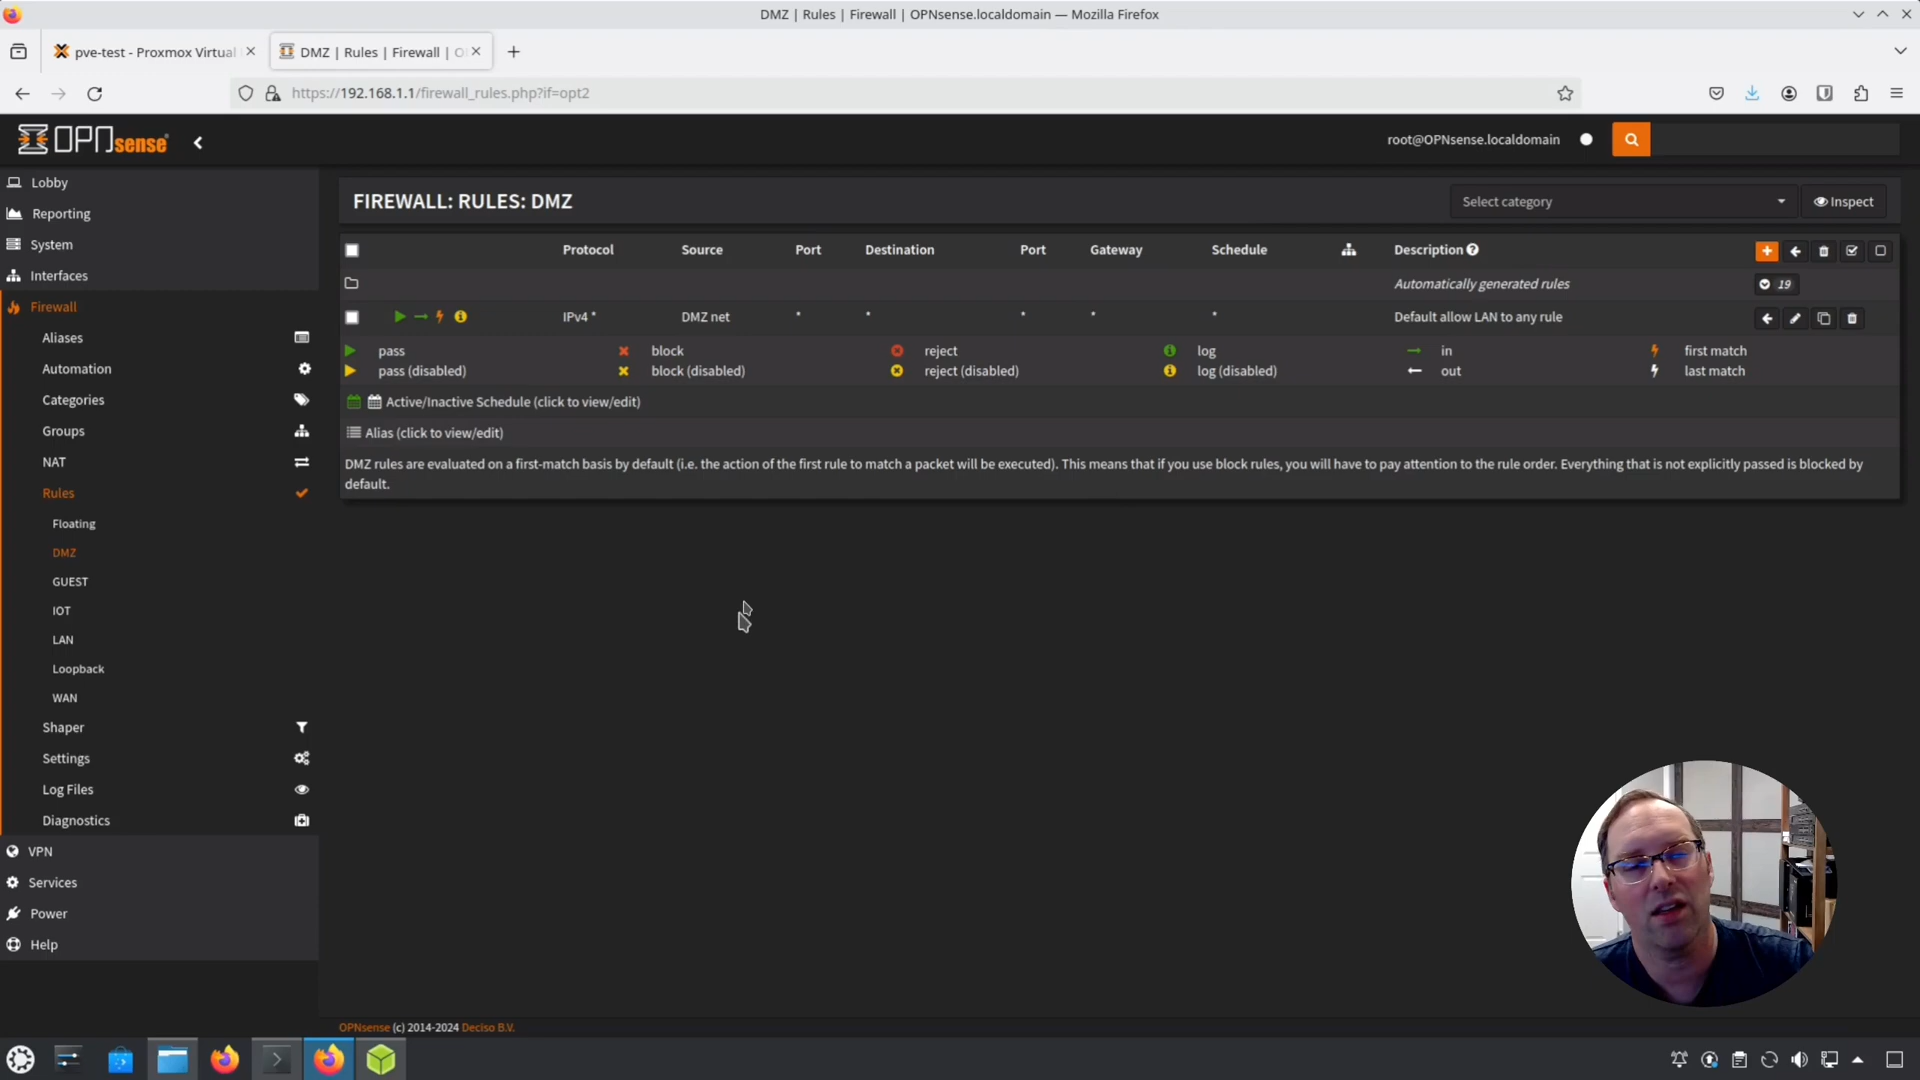 DMZ | Rules | Firewall | OPNsense.localdomain — Mozilla Firefox
pve-test - Proxmox Virtual
DMZ | Rules | Firewall | O
https://192.168.1.1/firewall_rules.php?if=opt2
OPNsense
root@OPNsense.localdomain
Lobby
Reporting
System
Interfaces
Firewall
Aliases
Automation
Categories
Groups
NAT
Rules
Floating
DMZ
GUEST
IOT
LAN
Loopback
WAN
Shaper
Settings
Log Files
Diagnostics
VPN
Services
Power
Help
FIREWALL: RULES: DMZ
Select category
Inspect
Protocol Source Port Destination Port Gateway Schedule Description
Automatically generated rules 19
IPv4 * DMZ net * * * * * Default allow LAN to any rule
pass block reject log in first match
pass (disabled) block (disabled) reject (disabled) log (disabled) out last match
Active/Inactive Schedule (click to view/edit)
Alias (click to view/edit)
DMZ rules are evaluated on a first-match basis by default (i.e. the action of the first rule to match a packet will be executed). This means that if you use block rules, you will have to pay attention to the rule order. Everything that is not explicitly passed is blocked by
default.
OPNsense (c) 2014-2024 Deciso B.V.